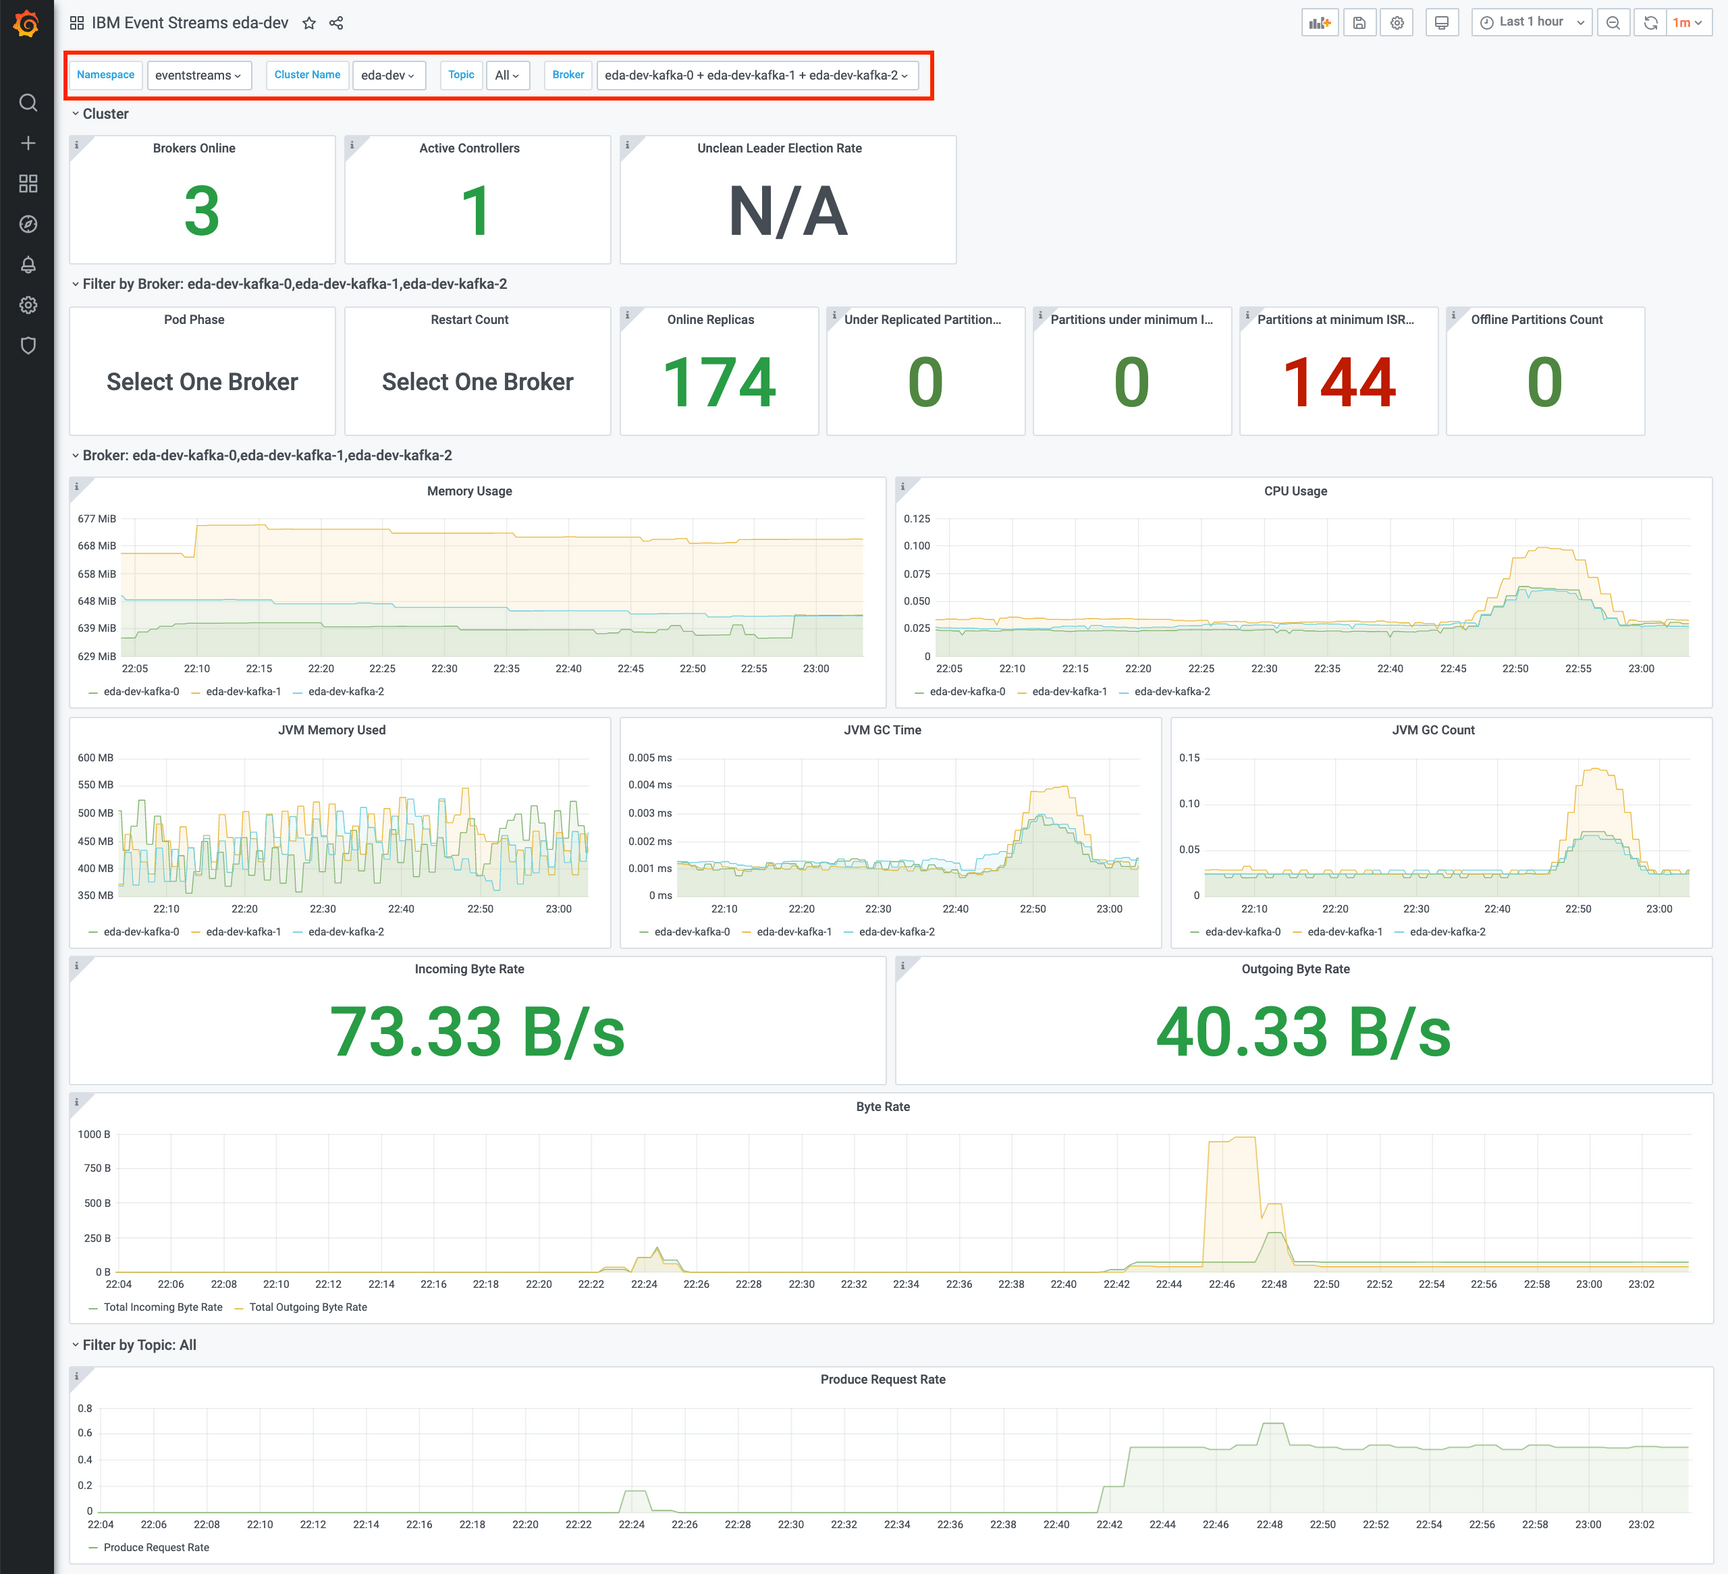 IBM Event Streams eda-dev
Last 1 hour
1m
Namespace eventstreams Cluster Name eda-dev Topic All Broker eda-dev-kafka-0 + eda-dev-kafka-1 + eda-dev-kafka-2
Cluster
Brokers Online
3
Active Controllers
1
Unclean Leader Election Rate
N/A
Filter by Broker: eda-dev-kafka-0,eda-dev-kafka-1,eda-dev-kafka-2
Pod Phase
Select One Broker
Restart Count
Select One Broker
Online Replicas
174
Under Replicated Partition...
0
Partitions under minimum I...
0
Partitions at minimum ISR...
144
Offline Partitions Count
0
Broker: eda-dev-kafka-0,eda-dev-kafka-1,eda-dev-kafka-2
Memory Usage
677 MiB
668 MiB
658 MiB
648 MiB
639 MiB
629 MiB
22:05 22:10 22:15 22:20 22:25 22:30 22:35 22:40 22:45 22:50 22:55 23:00
eda-dev-kafka-0 eda-dev-kafka-1 eda-dev-kafka-2
CPU Usage
0.125
0.100
0.075
0.050
0.025
0
22:05 22:10 22:15 22:20 22:25 22:30 22:35 22:40 22:45 22:50 22:55 23:00
eda-dev-kafka-0 eda-dev-kafka-1 eda-dev-kafka-2
JVM Memory Used
600 MB
550 MB
500 MB
450 MB
400 MB
350 MB
22:10 22:20 22:30 22:40 22:50 23:00
eda-dev-kafka-0 eda-dev-kafka-1 eda-dev-kafka-2
JVM GC Time
0.005 ms
0.004 ms
0.003 ms
0.002 ms
0.001 ms
0 ms
22:10 22:20 22:30 22:40 22:50 23:00
eda-dev-kafka-0 eda-dev-kafka-1 eda-dev-kafka-2
JVM GC Count
0.15
0.10
0.05
0
22:10 22:20 22:30 22:40 22:50 23:00
eda-dev-kafka-0 eda-dev-kafka-1 eda-dev-kafka-2
Incoming Byte Rate
73.33 B/s
Outgoing Byte Rate
40.33 B/s
Byte Rate
1000 B
750 B
500 B
250 B
0 B
22:04 22:06 22:08 22:10 22:12 22:14 22:16 22:18 22:20 22:22 22:24 22:26 22:28 22:30 22:32 22:34 22:36 22:38 22:40 22:42 22:44 22:46 22:48 22:50 22:52 22:54 22:56 22:58 23:00 23:02
Total Incoming Byte Rate Total Outgoing Byte Rate
Filter by Topic: All
Produce Request Rate
0.8
0.6
0.4
0.2
0
22:04 22:06 22:08 22:10 22:12 22:14 22:16 22:18 22:20 22:22 22:24 22:26 22:28 22:30 22:32 22:34 22:36 22:38 22:40 22:42 22:44 22:46 22:48 22:50 22:52 22:54 22:56 22:58 23:00 23:02
Produce Request Rate